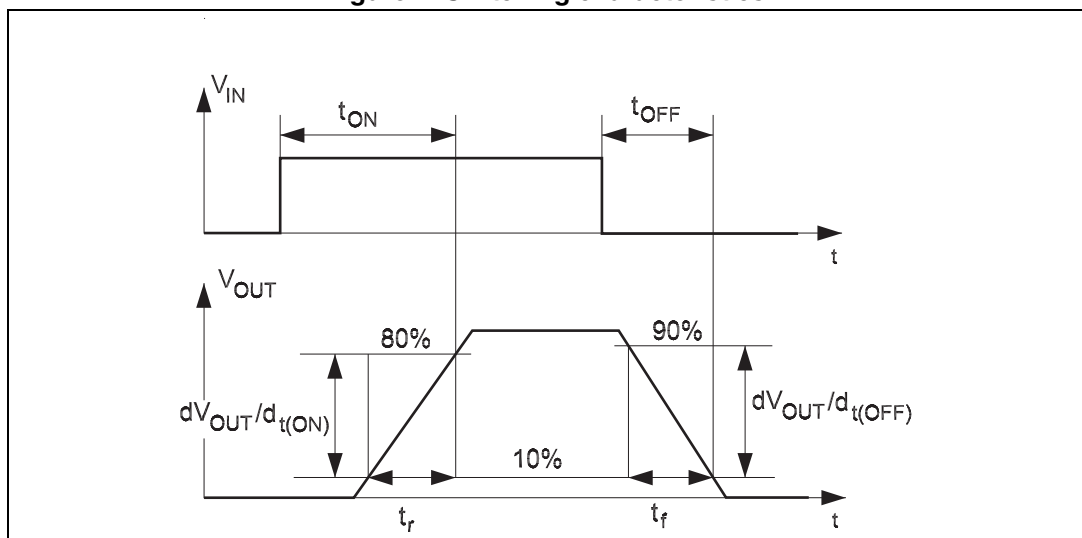 V_IN
t_ON
t_OFF
t
V_OUT
80%
90%
dV_OUT/d_t(ON)
dV_OUT/d_t(OFF)
10%
t_r
t_f
t